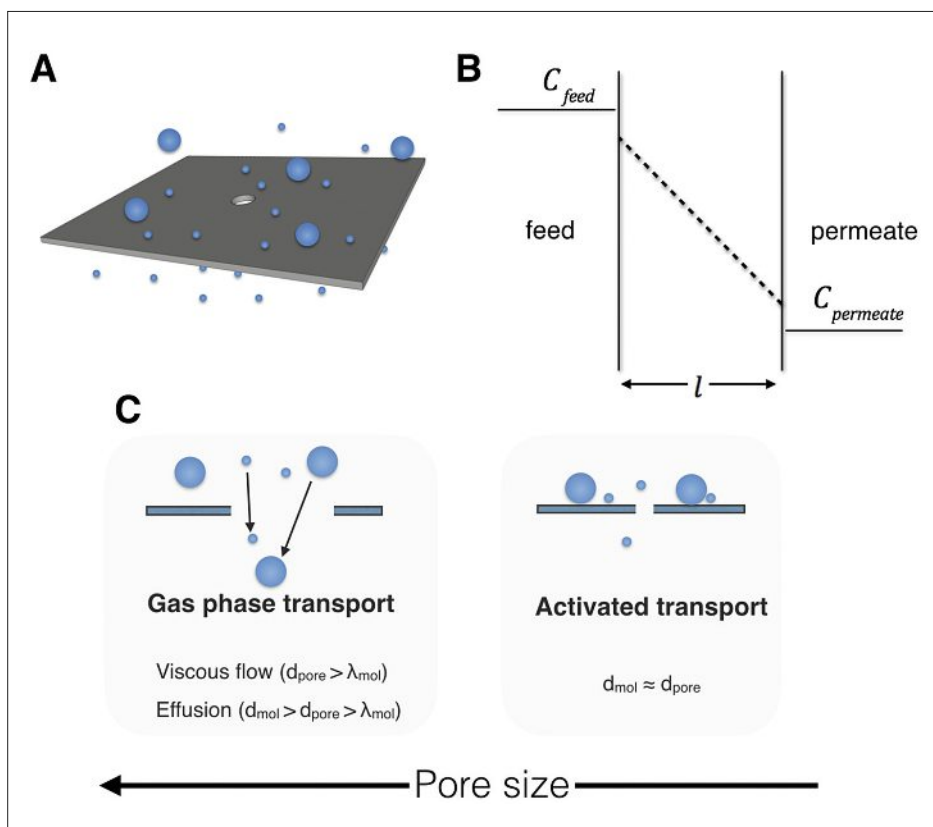 A
B
C_feed
feed
permeate
C_permeate
l
C
Gas phase transport
Viscous flow (d_pore > λ_mol)
Effusion (d_mol > d_pore > λ_mol)
Activated transport
d_mol ≈ d_pore
Pore size